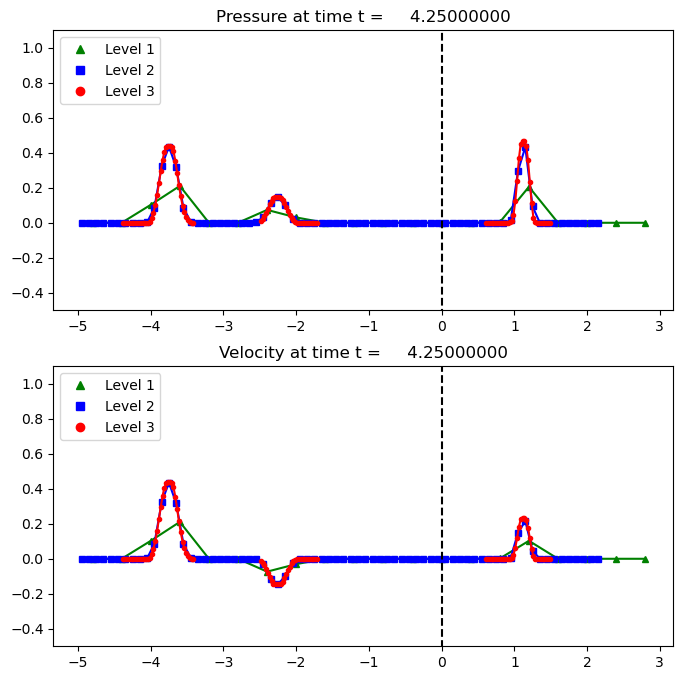 Pressure at time t =     4.25000000
Level 1
Level 2
Level 3
1.0
0.8
0.6
0.4
0.2
0.0
−0.2
−0.4
−5 −4 −3 −2 −1 0 1 2 3
Velocity at time t =     4.25000000
Level 1
Level 2
Level 3
1.0
0.8
0.6
0.4
0.2
0.0
−0.2
−0.4
−5 −4 −3 −2 −1 0 1 2 3